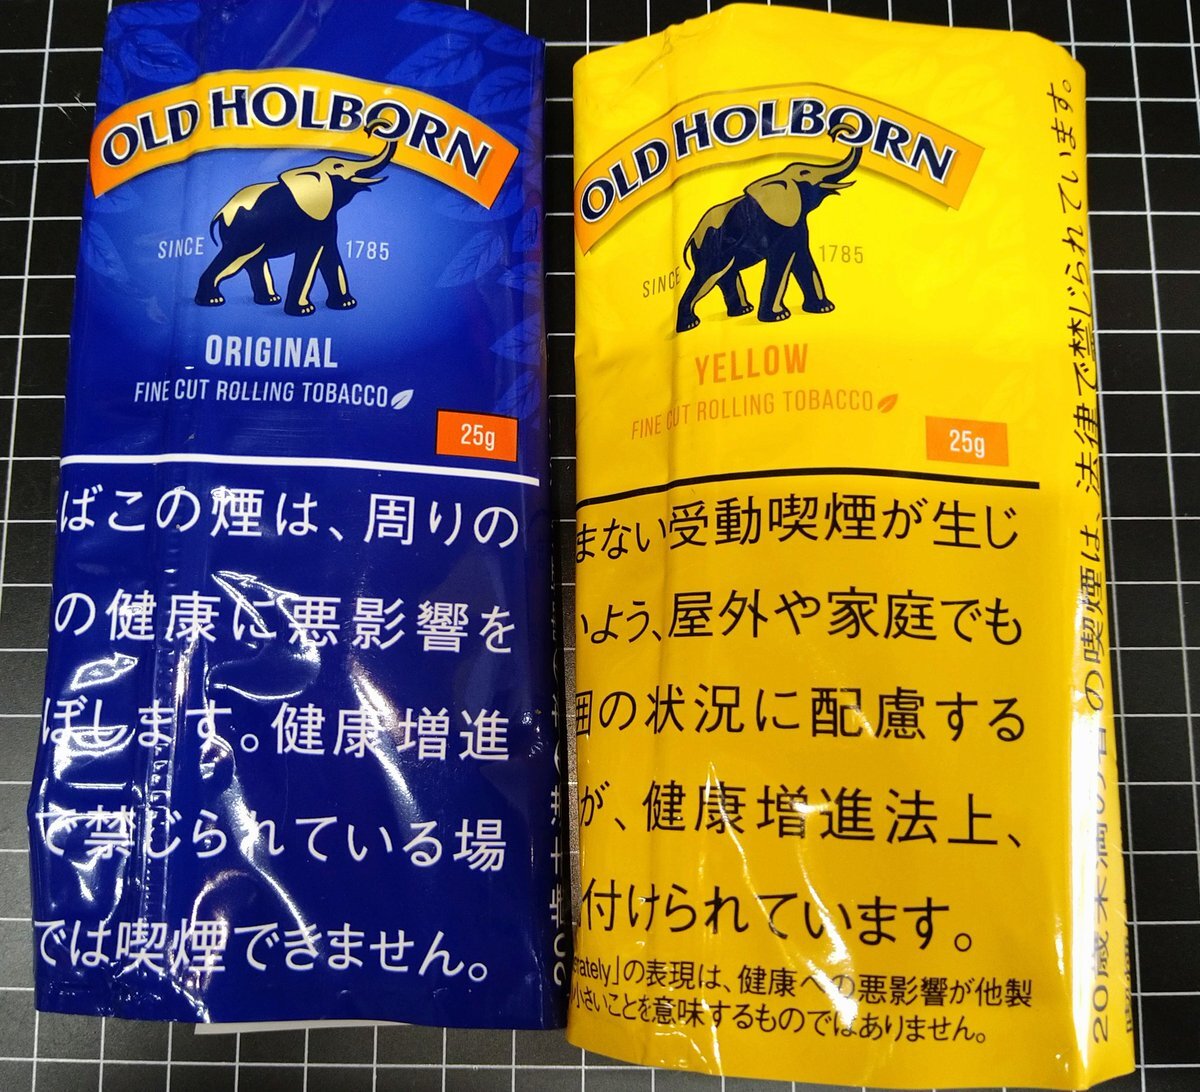 OLD HOLBORN
SINCE 1785
ORIGINAL
FINE CUT ROLLING TOBACCO
25g
ばこの煙は、周りの
の健康に悪影響を
ぼします。健康増進
で禁じられている場
では喫煙できません。
OLD HOLBORN
SINCE 1785
YELLOW
FINE CUT ROLLING TOBACCO
25g
まない受動喫煙が生じ
いよう、屋外や家庭でも
囲の状況に配慮する
が、健康増進法上、
付けられています。
erately」の表現は、健康への悪影響が他製
小さいことを意味するものではありません。
20歳未満の者の喫煙は、法律で禁じられています。